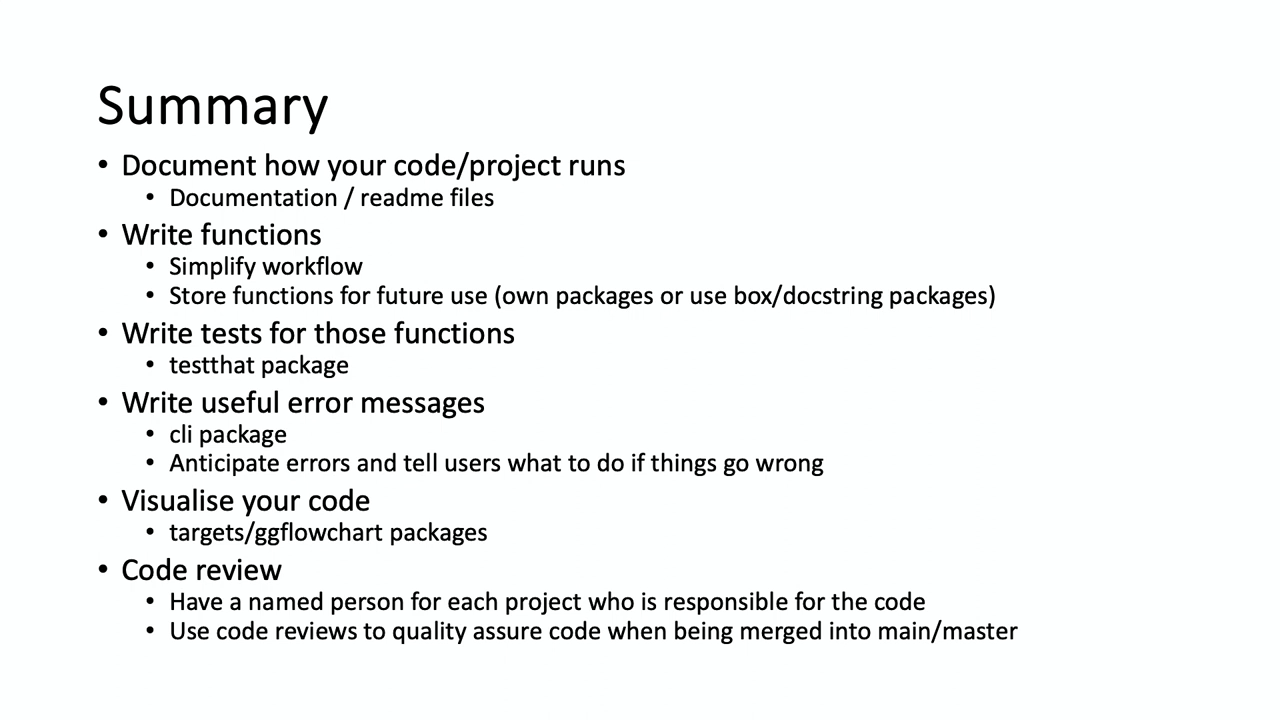 Summary
• Document how your code/project runs
• Documentation / readme files
• Write functions
• Simplify workflow
• Store functions for future use (own packages or use box/docstring packages)
• Write tests for those functions
• testthat package
• Write useful error messages
• cli package
• Anticipate errors and tell users what to do if things go wrong
• Visualise your code
• targets/ggflowchart packages
• Code review
• Have a named person for each project who is responsible for the code
• Use code reviews to quality assure code when being merged into main/master